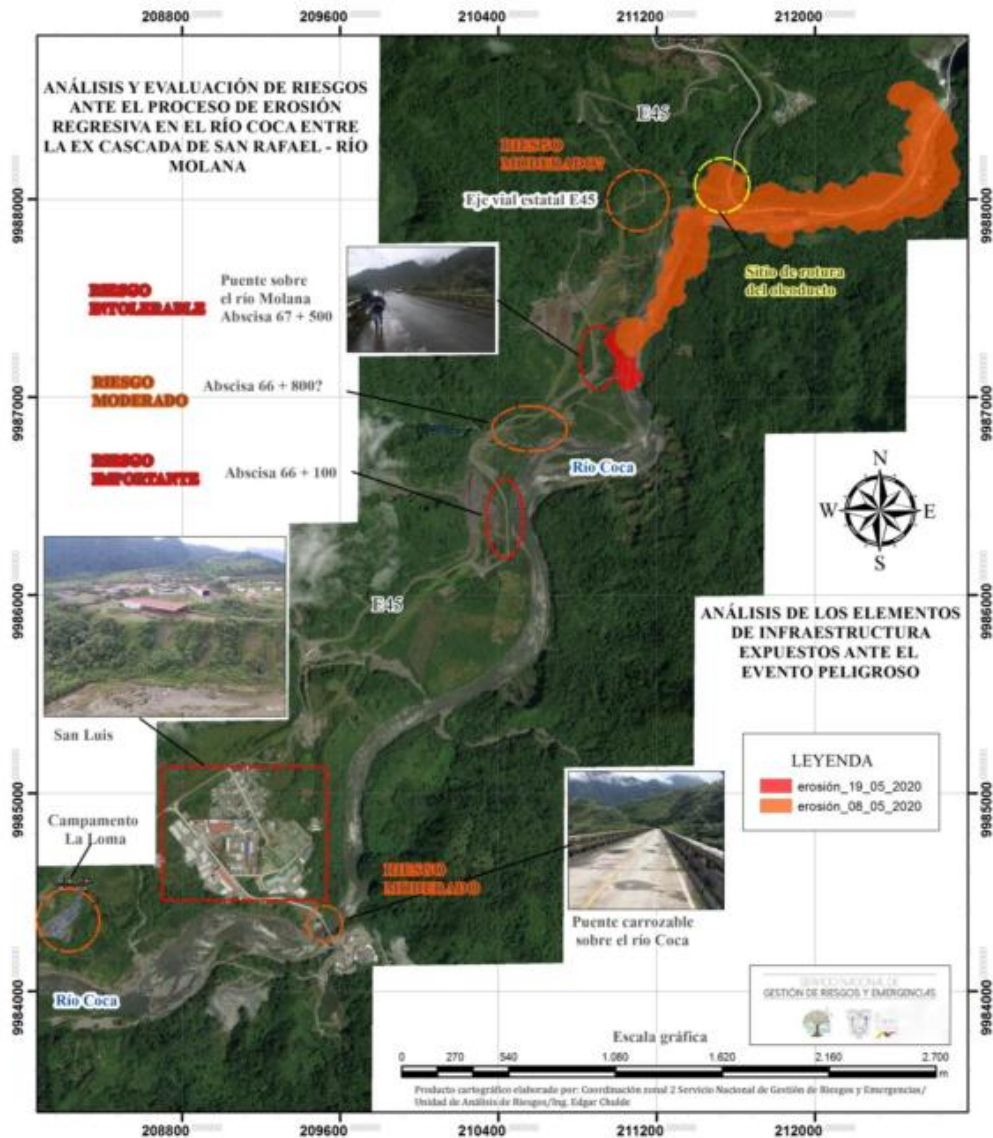 208800 209600 210400 211200 212000
ANÁLISIS Y EVALUACIÓN DE RIESGOS
ANTE EL PROCESO DE EROSIÓN
REGRESIVA EN EL RÍO COCA ENTRE
LA EX CASCADA DE SAN RAFAEL - RÍO
MOLANA
E45
RIESGO
MODERADO?
Eje vial estatal E45
9988000 9988000
Sitio de rotura
del oleoducto
RIESGO
INTOLERABLE
Puente sobre
el río Molana
Abscisa 67 + 500
RIESGO
MODERADO
Abscisa 66 + 800?
9987000 9987000
RIESGO
IMPORTANTE
Abscisa 66 + 100
Río Coca
N
W E
S
E45
9986000 9986000
ANÁLISIS DE LOS ELEMENTOS
DE INFRAESTRUCTURA
EXPUESTOS ANTE EL
EVENTO PELIGROSO
San Luis
LEYENDA
erosión_19_05_2020
erosión_08_05_2020
9985000 9985000
Campamento
La Loma
RIESGO
MODERADO
Puente carrozable
sobre el río Coca
Río Coca
9984000 9984000
SERVICIO NACIONAL DE
GESTIÓN DE RIESGOS Y EMERGENCIAS
Escala gráfica
0 270 540 1.080 1.620 2.160 2.700
m
Producto cartográfico elaborado por: Coordinación zonal 2 Servicio Nacional de Gestión de Riesgos y Emergencias/
Unidad de Análisis de Riesgos/Ing. Edgar Chulde
208800 209600 210400 211200 212000